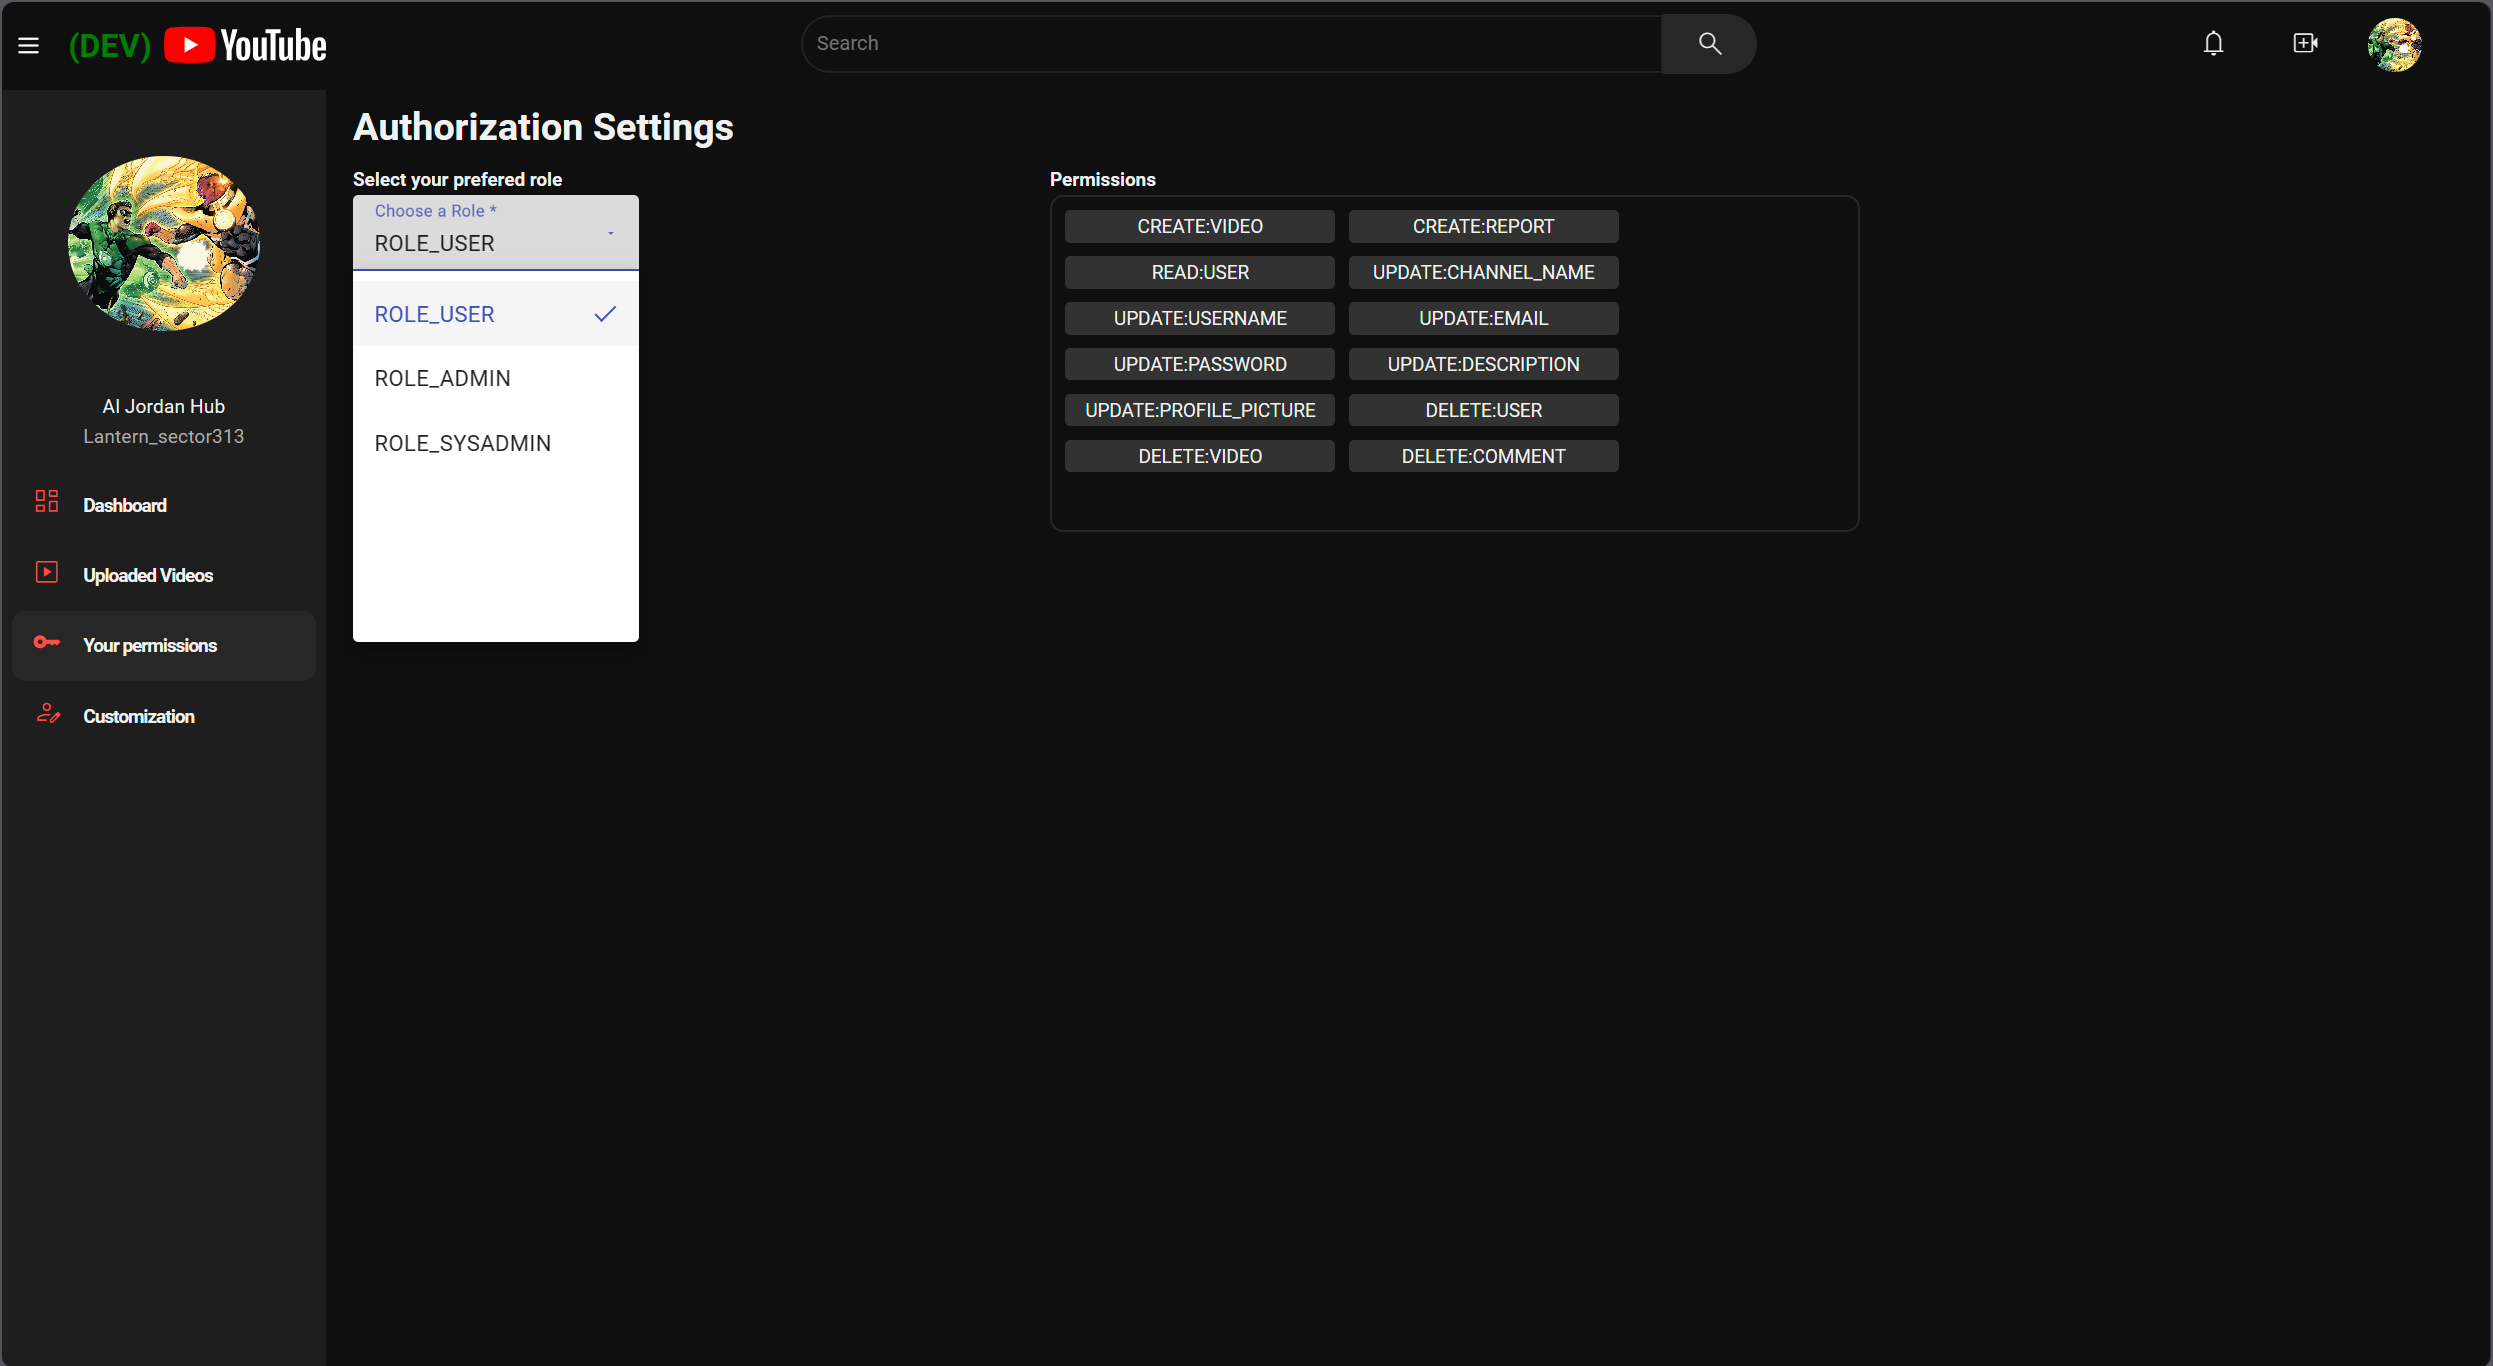 (DEV) YouTube
Search
AI Jordan Hub
Lantern_sector313
Dashboard
Uploaded Videos
Your permissions
Customization
Authorization Settings
Select your prefered role
Choose a Role *
ROLE_USER
ROLE_USER
ROLE_ADMIN
ROLE_SYSADMIN
Permissions
CREATE:VIDEO CREATE:REPORT
READ:USER UPDATE:CHANNEL_NAME
UPDATE:USERNAME UPDATE:EMAIL
UPDATE:PASSWORD UPDATE:DESCRIPTION
UPDATE:PROFILE_PICTURE DELETE:USER
DELETE:VIDEO DELETE:COMMENT